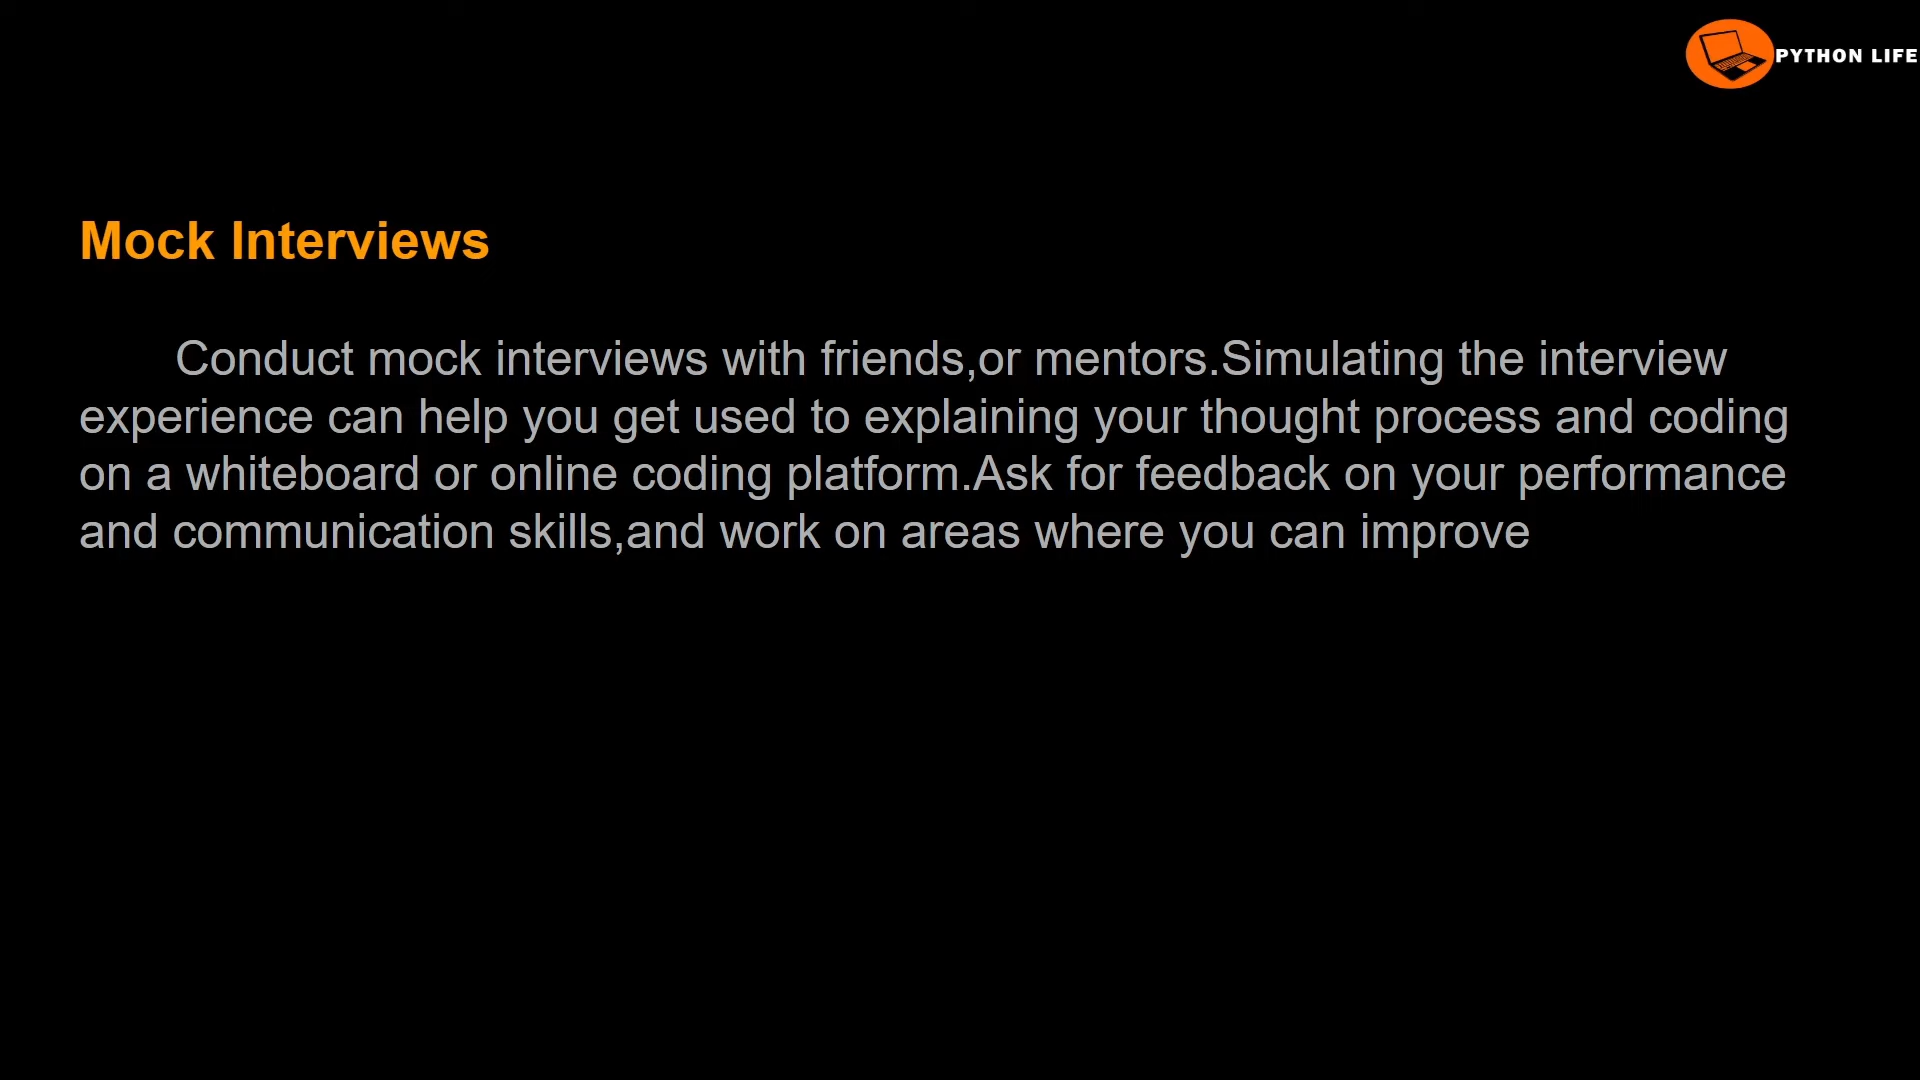 PYTHON LIFE
Mock Interviews
Conduct mock interviews with friends,or mentors.Simulating the interview
experience can help you get used to explaining your thought process and coding
on a whiteboard or online coding platform.Ask for feedback on your performance
and communication skills,and work on areas where you can improve